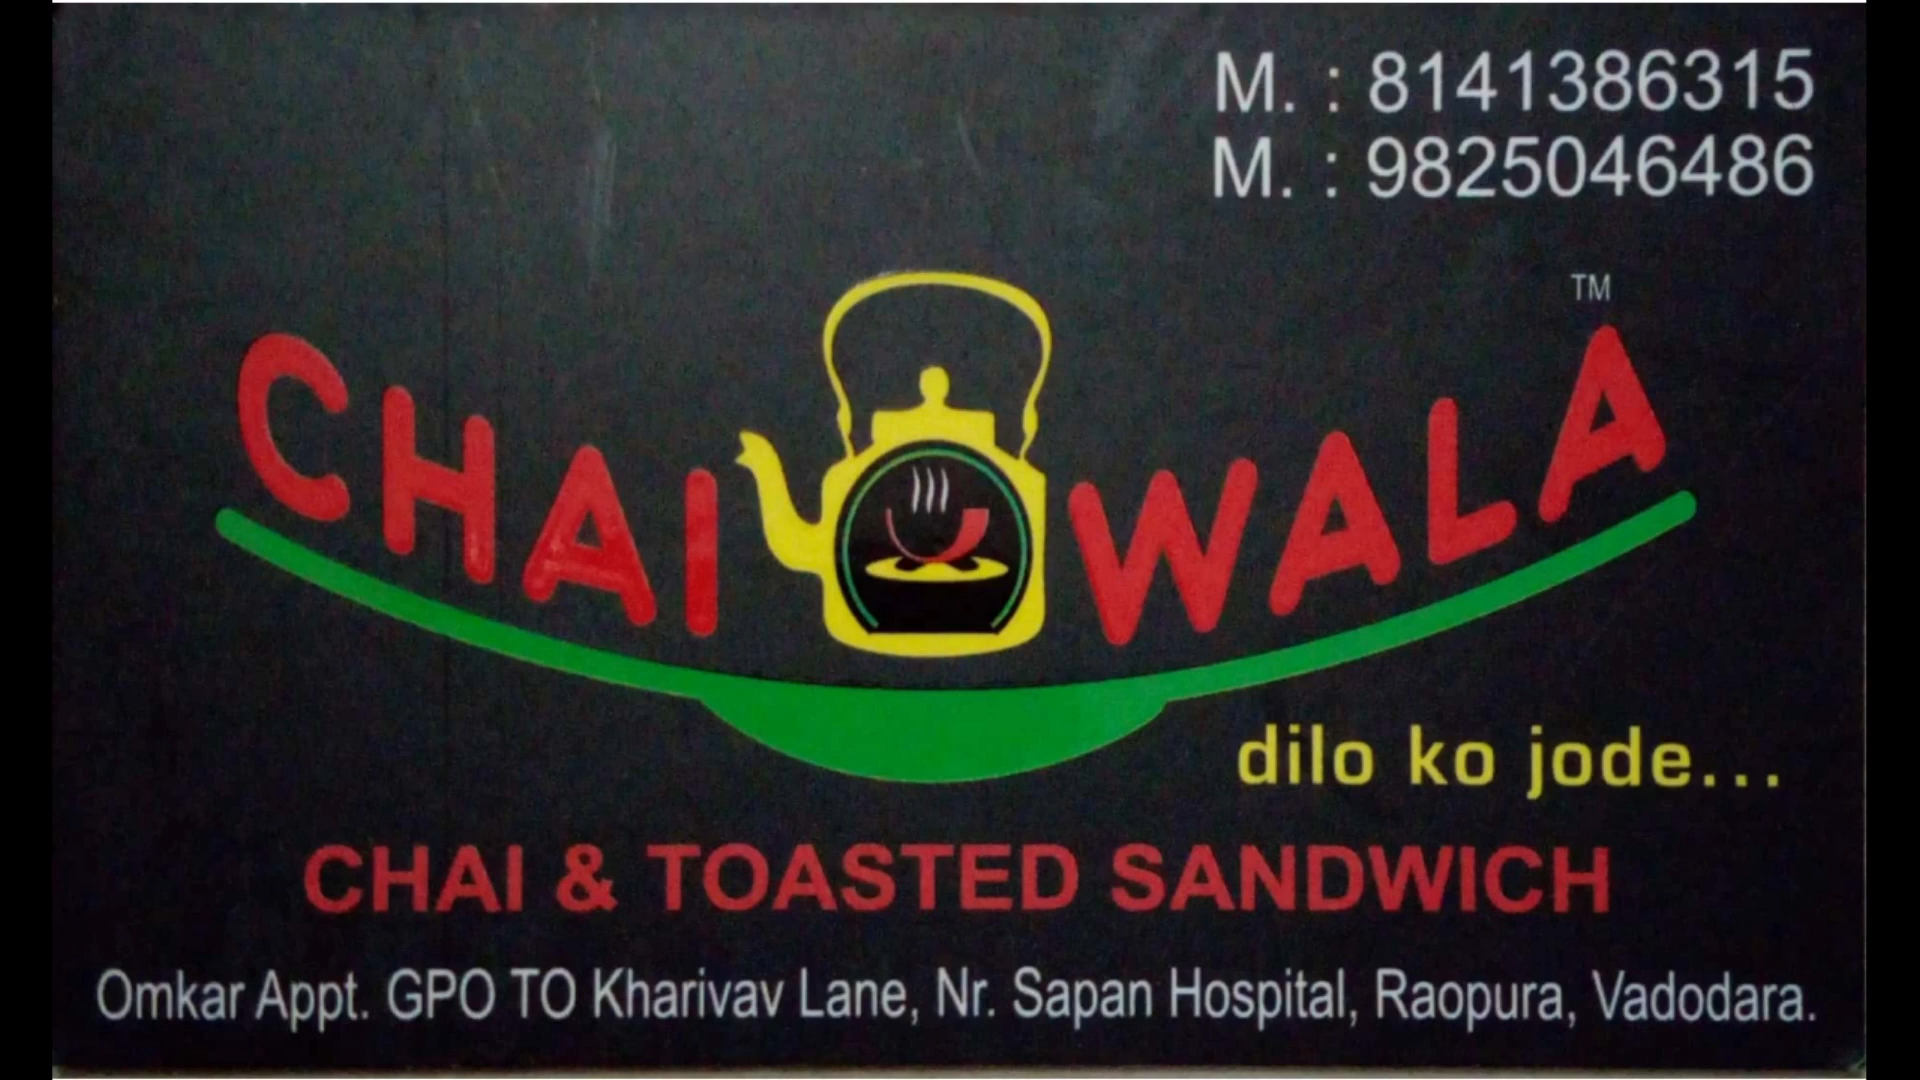 M. : 8141386315
M. : 9825046486
TM
CHAI WALA
dilo ko jode...
CHAI & TOASTED SANDWICH
Omkar Appt. GPO TO Kharivav Lane, Nr. Sapan Hospital, Raopura, Vadodara.